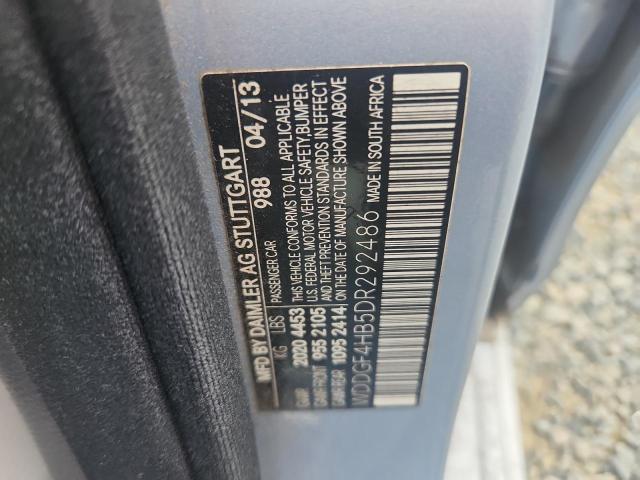 MFD BY DAIMLER AG STUTTGART
PASSENGER CAR 988 04/13
KG LBS
GVWR 2020 4453
GAWR FRONT 955 2105
GAWR REAR 1095 2414
THIS VEHICLE CONFORMS TO ALL APPLICABLE
U.S. FEDERAL MOTOR VEHICLE SAFETY, BUMPER
AND THEFT PREVENTION STANDARDS IN EFFECT
ON THE DATE OF MANUFACTURE SHOWN ABOVE
WDDGF4HB5DR292486 MADE IN SOUTH AFRICA